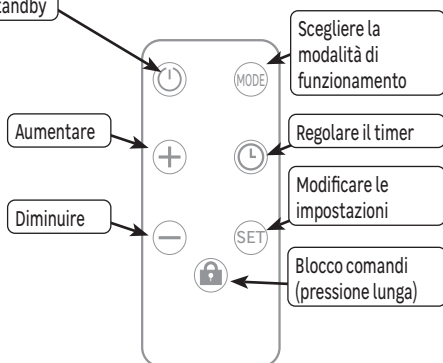 Scegliere la
modalità di
funzionamento
MODE
Aumentare
Regolare il timer
Modificare le
impostazioni
Diminuire
SET
Blocco comandi
(pressione lunga)